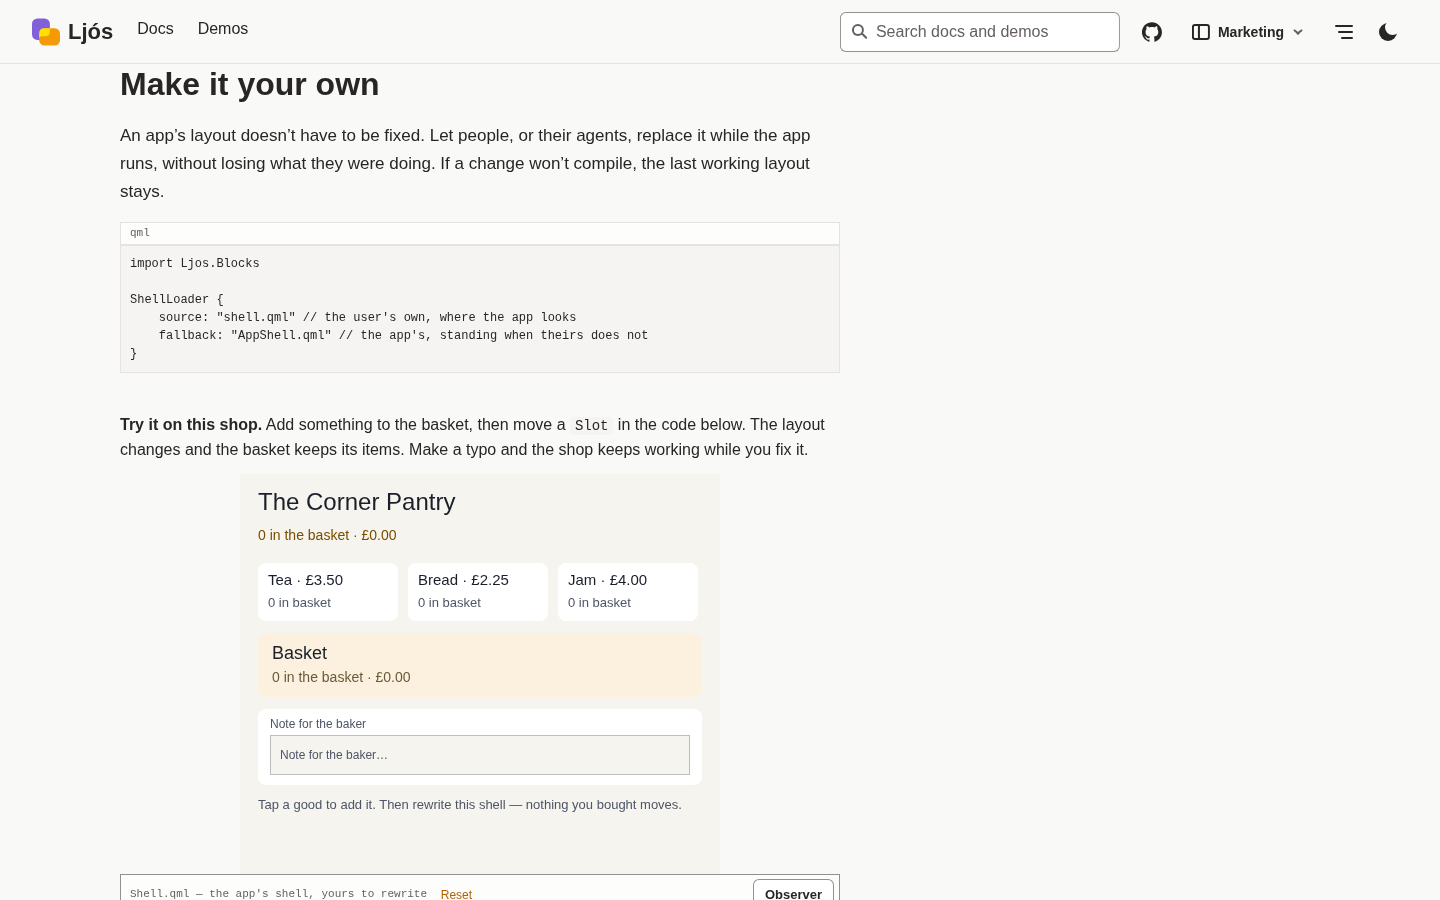 Ljós
Docs
Demos
Search docs and demos
Marketing
Make it your own
An app’s layout doesn’t have to be fixed. Let people, or their agents, replace it while the app
runs, without losing what they were doing. If a change won’t compile, the last working layout
stays.
qml
import Ljos.Blocks
ShellLoader {
    source: "shell.qml" // the user's own, where the app looks
    fallback: "AppShell.qml" // the app's, standing when theirs does not
}
Try it on this shop. Add something to the basket, then move a Slot in the code below. The layout
changes and the basket keeps its items. Make a typo and the shop keeps working while you fix it.
The Corner Pantry
0 in the basket · £0.00
Tea · £3.50
0 in basket
Bread · £2.25
0 in basket
Jam · £4.00
0 in basket
Basket
0 in the basket · £0.00
Note for the baker
Note for the baker…
Tap a good to add it. Then rewrite this shell — nothing you bought moves.
Shell.qml — the app's shell, yours to rewrite
Reset
Observer